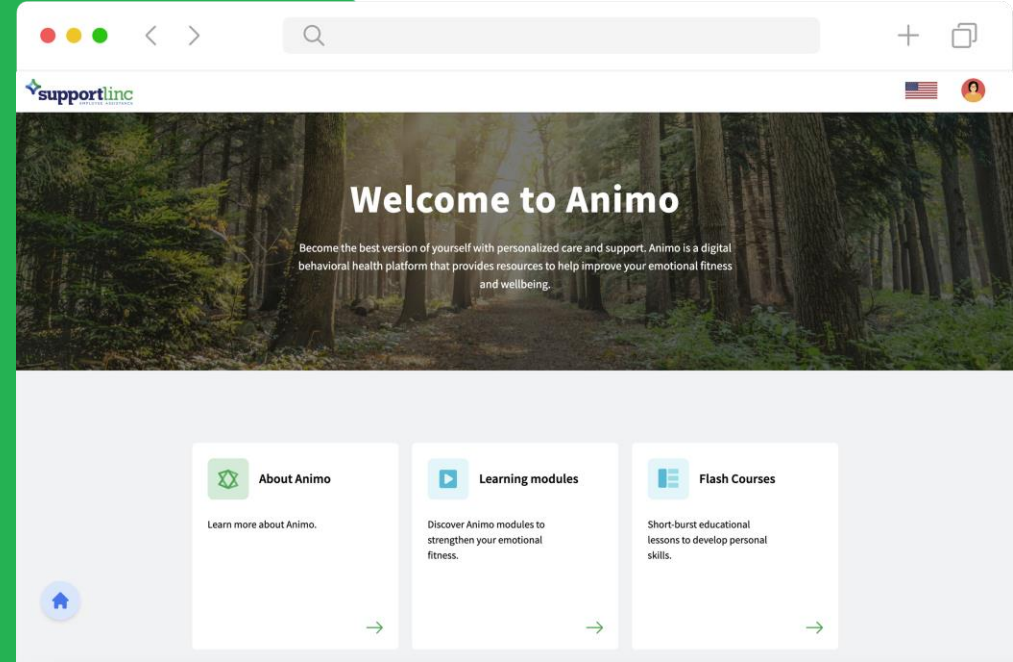 supportlinc
EMPLOYEE ASSISTANCE
Welcome to Animo
Become the best version of yourself with personalized care and support. Animo is a digital
behavioral health platform that provides resources to help improve your emotional fitness
and wellbeing.
About Animo
Learn more about Animo.
Learning modules
Discover Animo modules to
strengthen your emotional
fitness.
Flash Courses
Short-burst educational
lessons to develop personal
skills.